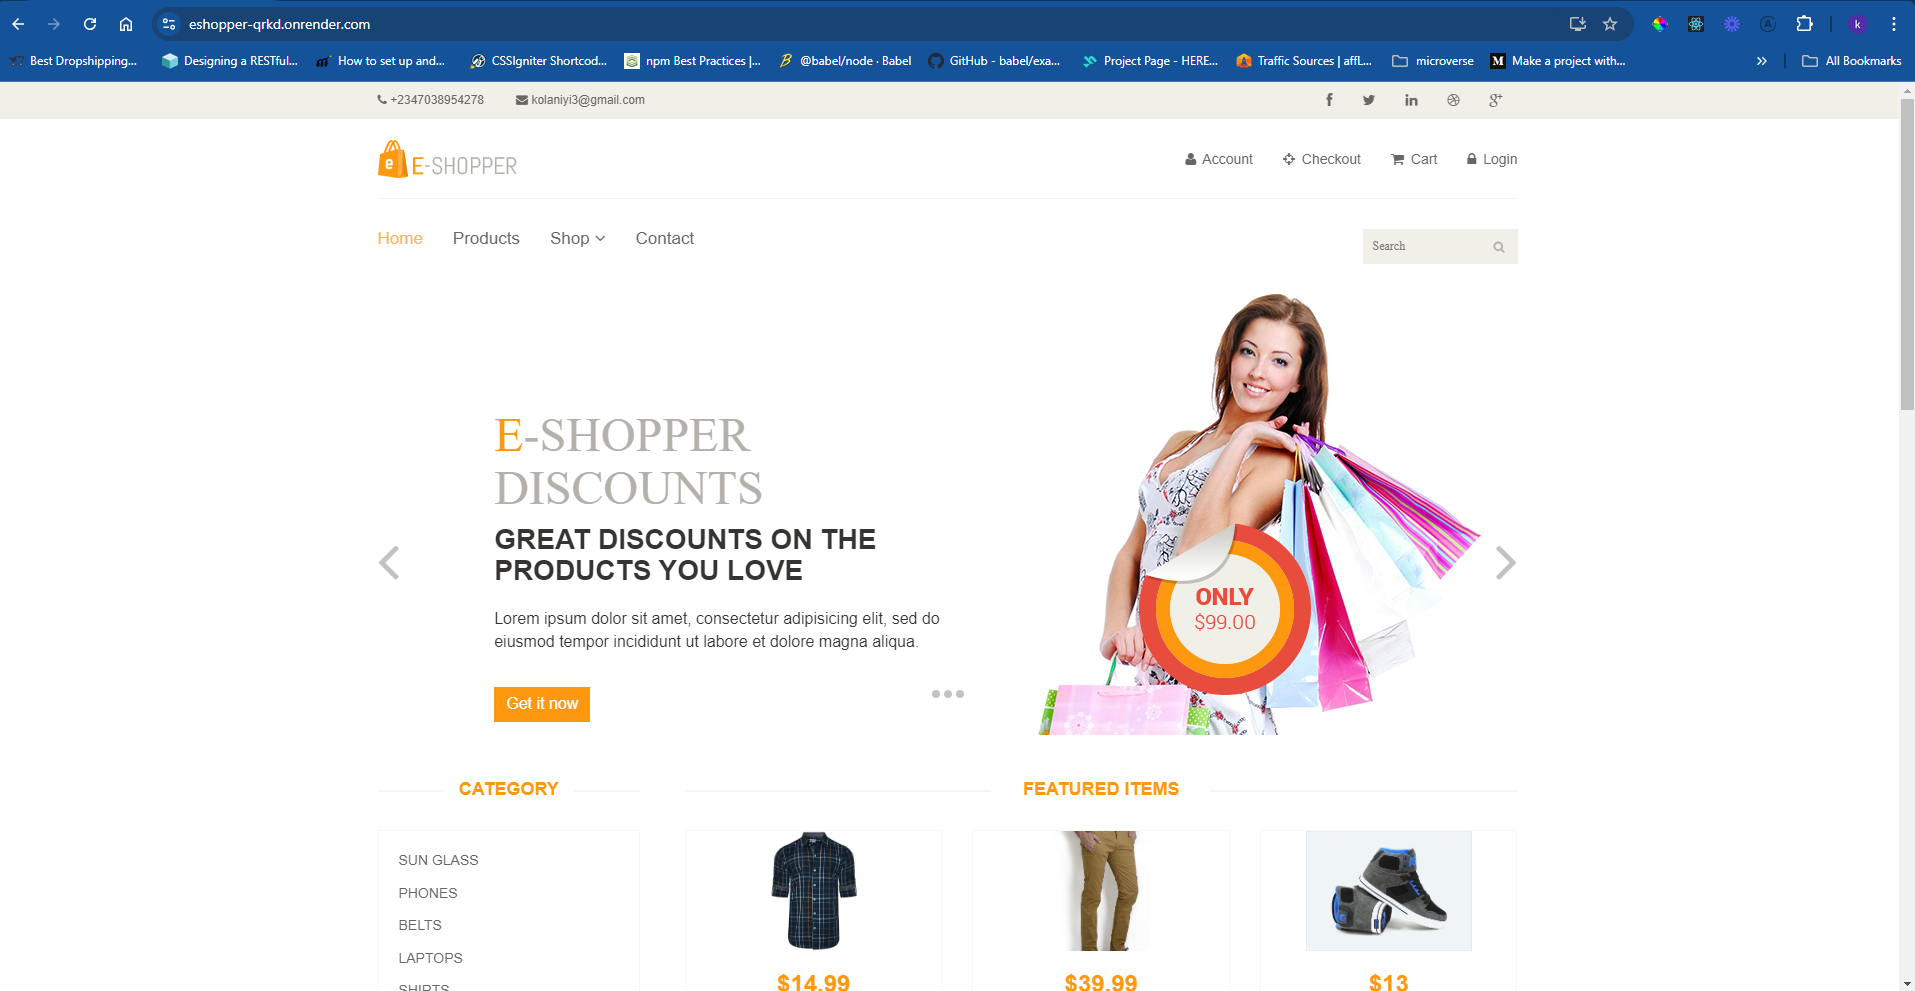 eshopper-qrkd.onrender.com
k
Best Dropshipping... Designing a RESTful... How to set up and... CSSIgniter Shortcod... npm Best Practices |... @babel/node · Babel GitHub - babel/exa... Project Page - HERE... Traffic Sources | affL... microverse Make a project with... » All Bookmarks
+2347038954278 kolaniyi3@gmail.com
e E-SHOPPER
Account Checkout Cart Login
Home Products Shop Contact
Search
E-SHOPPER
DISCOUNTS
GREAT DISCOUNTS ON THE
PRODUCTS YOU LOVE
Lorem ipsum dolor sit amet, consectetur adipisicing elit, sed do
eiusmod tempor incididunt ut labore et dolore magna aliqua.
Get it now
ONLY
$99.00
CATEGORY
FEATURED ITEMS
SUN GLASS
PHONES
BELTS
LAPTOPS
SHIRTS
$14.99 $39.99 $13